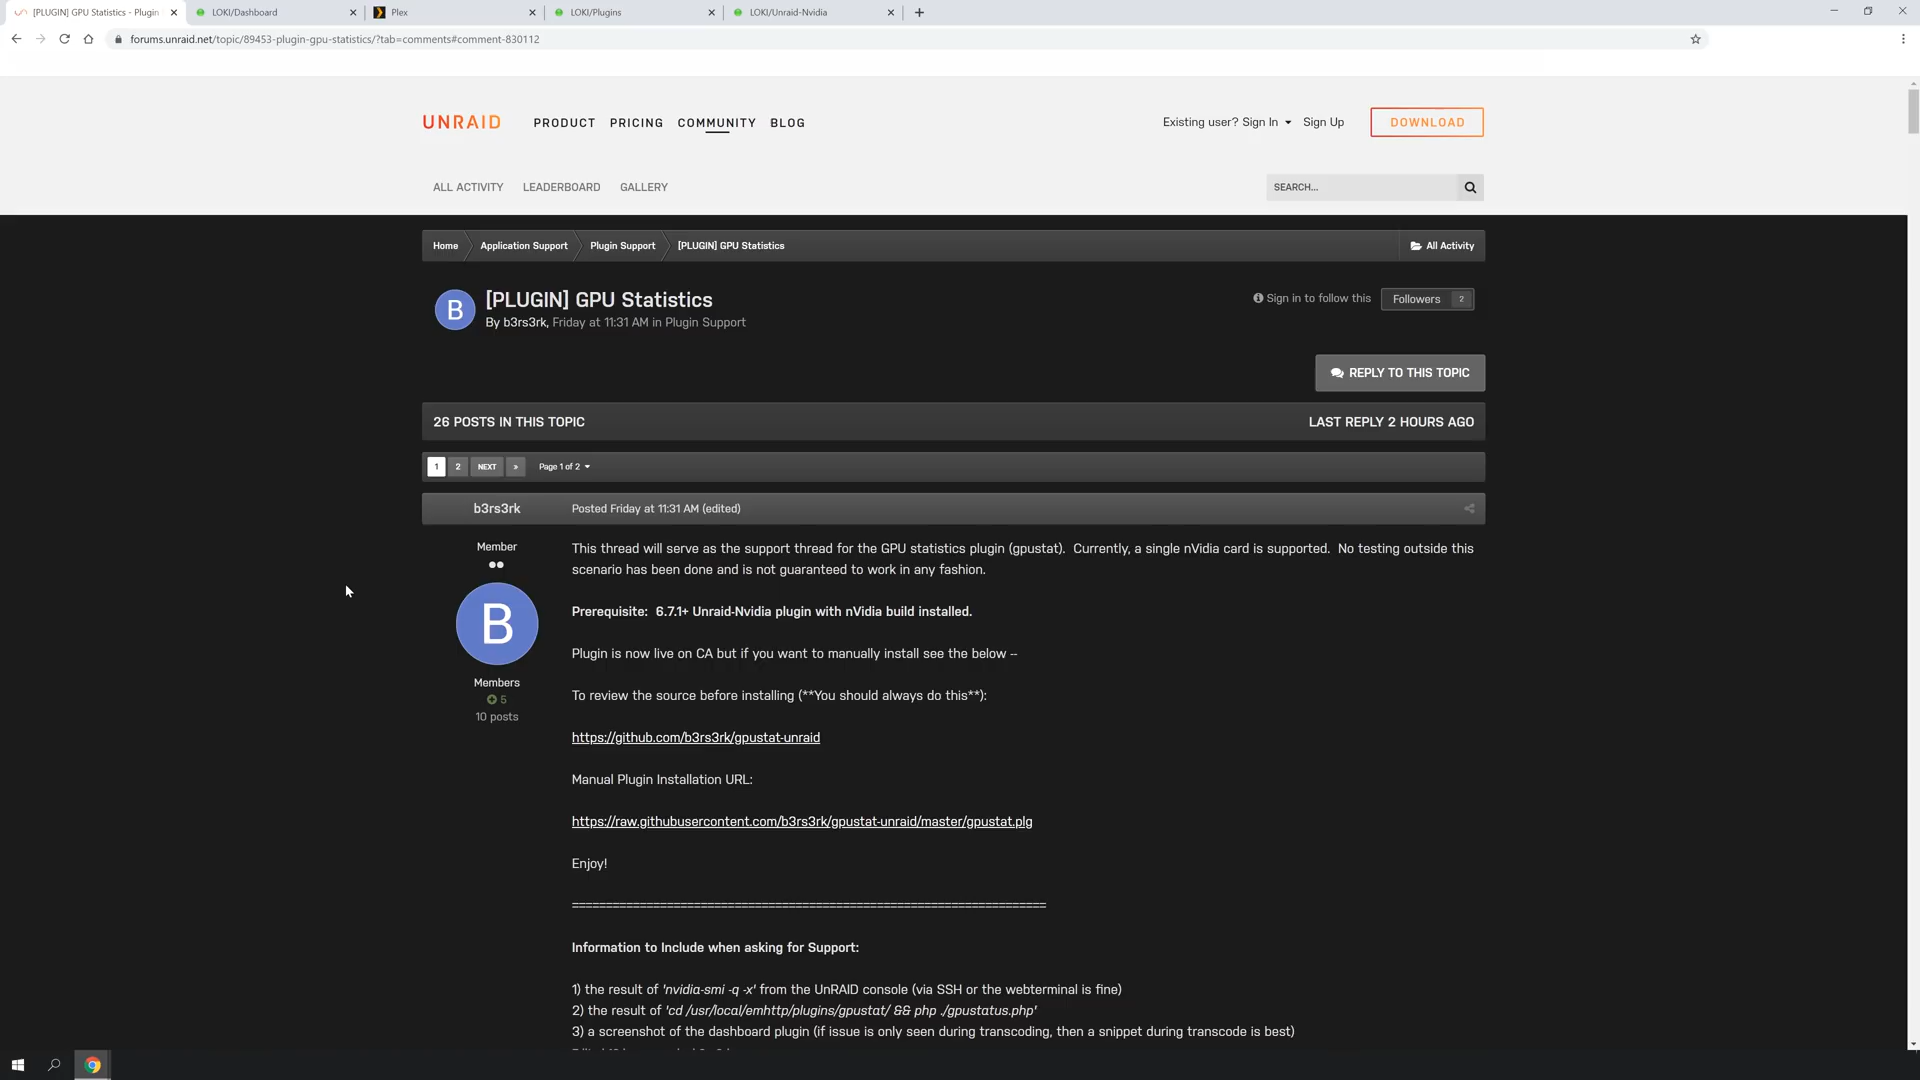 [PLUGIN] GPU Statistics - Plugin
LOKI/Dashboard
Plex
LOKI/Plugins
LOKI/Unraid-Nvidia
forums.unraid.net/topic/89453-plugin-gpu-statistics/?tab=comments#comment-830112
UNRAID
PRODUCT PRICING COMMUNITY BLOG
Existing user? Sign In
Sign Up
DOWNLOAD
ALL ACTIVITY LEADERBOARD GALLERY
SEARCH...
Home
Application Support
Plugin Support
[PLUGIN] GPU Statistics
All Activity
B
[PLUGIN] GPU Statistics
By b3rs3rk, Friday at 11:31 AM in Plugin Support
Sign in to follow this
Followers 2
REPLY TO THIS TOPIC
26 POSTS IN THIS TOPIC
LAST REPLY 2 HOURS AGO
1 2 NEXT » Page 1 of 2
b3rs3rk
Posted Friday at 11:31 AM (edited)
Member
B
Members
5
10 posts
This thread will serve as the support thread for the GPU statistics plugin (gpustat). Currently, a single nVidia card is supported. No testing outside this
scenario has been done and is not guaranteed to work in any fashion.
Prerequisite: 6.7.1+ Unraid-Nvidia plugin with nVidia build installed.
Plugin is now live on CA but if you want to manually install see the below --
To review the source before installing (**You should always do this**):
https://github.com/b3rs3rk/gpustat-unraid
Manual Plugin Installation URL:
https://raw.githubusercontent.com/b3rs3rk/gpustat-unraid/master/gpustat.plg
Enjoy!
======================================================================
Information to Include when asking for Support:
1) the result of 'nvidia-smi -q -x' from the UnRAID console (via SSH or the webterminal is fine)
2) the result of 'cd /usr/local/emhttp/plugins/gpustat/ && php ./gpustatus.php'
3) a screenshot of the dashboard plugin (if issue is only seen during transcoding, then a snippet during transcode is best)